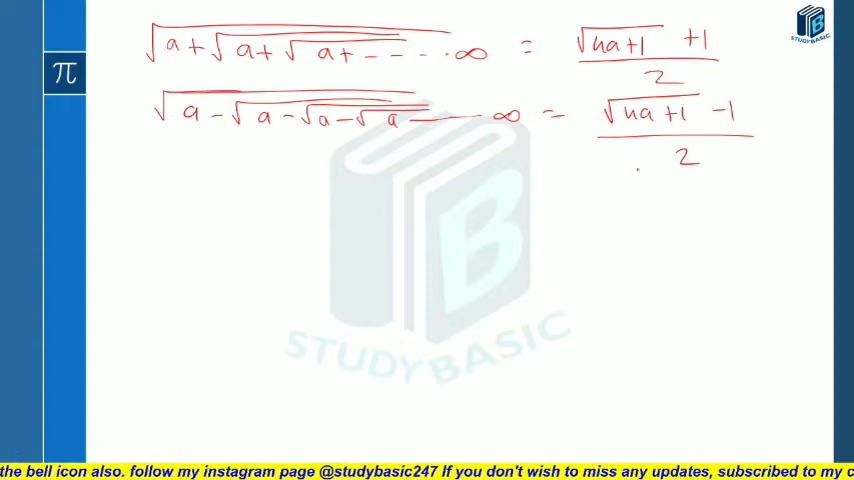 √(a+√(a+√(a+------∞ = (√(4a+1) +1)/2
√(a-√(a-√(a-√a-----∞ = (√(4a+1) -1)/2
π
B
STUDYBASIC
STUDYBASIC
the bell icon also. follow my instagram page @studybasic247 If you don't wish to miss any updates, subscribed to my c